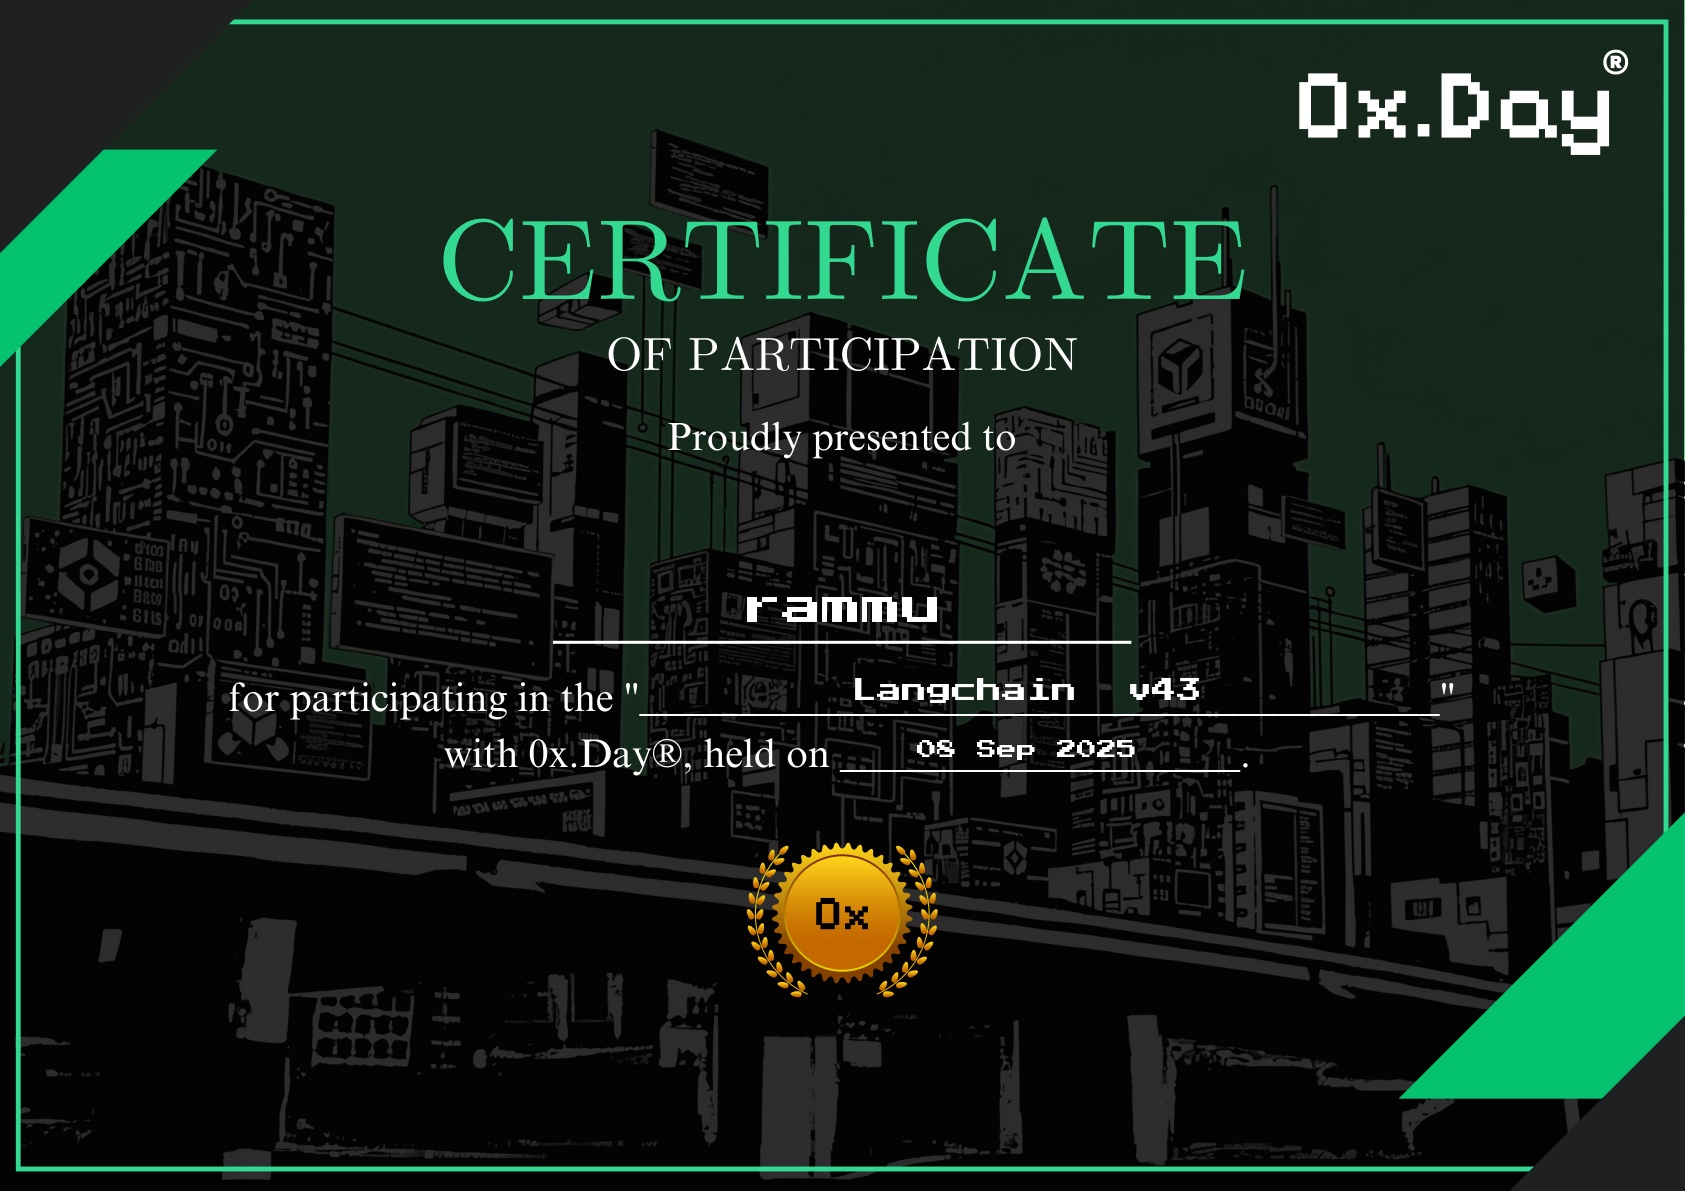 0x.Day®
CERTIFICATE
OF PARTICIPATION
Proudly presented to
rammu
for participating in the "Langchain v43"
with 0x.Day®, held on 08 Sep 2025.
0x